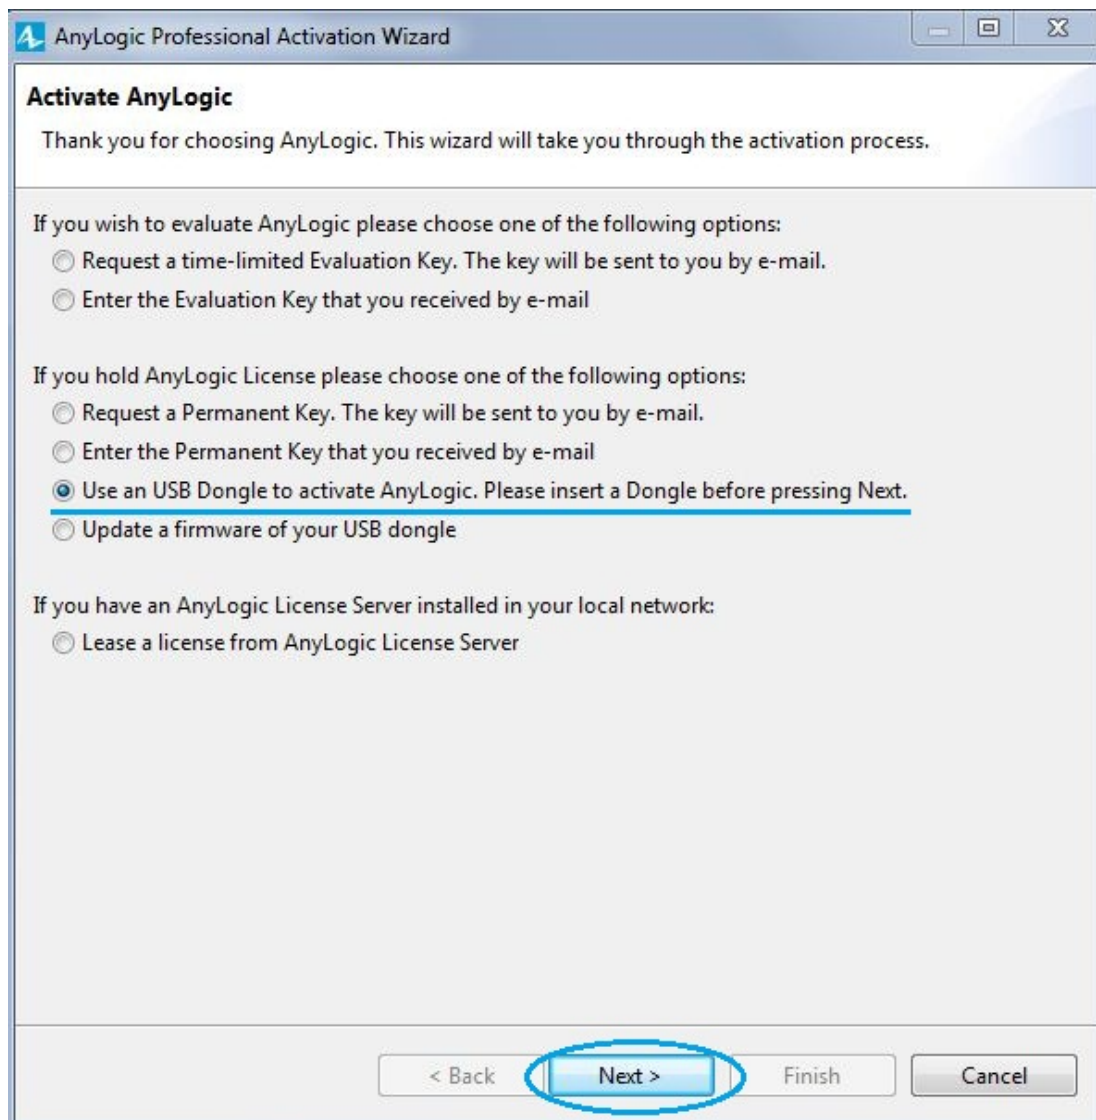 AnyLogic Professional Activation Wizard
Activate AnyLogic
Thank you for choosing AnyLogic. This wizard will take you through the activation process.
If you wish to evaluate AnyLogic please choose one of the following options:
Request a time-limited Evaluation Key. The key will be sent to you by e-mail.
Enter the Evaluation Key that you received by e-mail
If you hold AnyLogic License please choose one of the following options:
Request a Permanent Key. The key will be sent to you by e-mail.
Enter the Permanent Key that you received by e-mail
Use an USB Dongle to activate AnyLogic. Please insert a Dongle before pressing Next.
Update a firmware of your USB dongle
If you have an AnyLogic License Server installed in your local network:
Lease a license from AnyLogic License Server
< Back Next > Finish Cancel